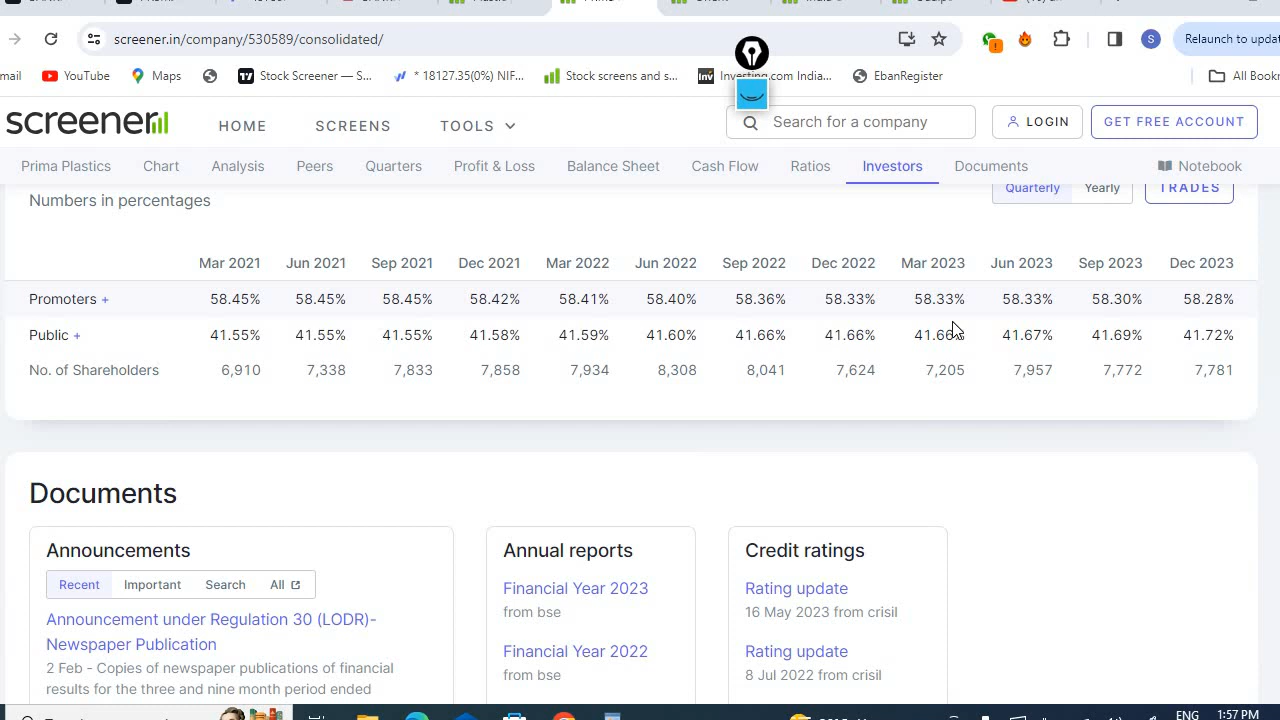 screener.in/company/530589/consolidated/
S
Relaunch to updat
mail
YouTube
Maps
Stock Screener — S...
* 18127.35(0%) NIF...
Stock screens and s...
Inv
Investing.com India...
EbanRegister
All Bookm
screener
HOME
SCREENS
TOOLS
Search for a company
LOGIN
GET FREE ACCOUNT
Prima Plastics
Chart
Analysis
Peers
Quarters
Profit & Loss
Balance Sheet
Cash Flow
Ratios
Investors
Documents
Notebook
Numbers in percentages
Quarterly
Yearly
TRADES
Mar 2021 Jun 2021 Sep 2021 Dec 2021 Mar 2022 Jun 2022 Sep 2022 Dec 2022 Mar 2023 Jun 2023 Sep 2023 Dec 2023
Promoters + 58.45% 58.45% 58.45% 58.42% 58.41% 58.40% 58.36% 58.33% 58.33% 58.33% 58.30% 58.28%
Public + 41.55% 41.55% 41.55% 41.58% 41.59% 41.60% 41.66% 41.66% 41.66% 41.67% 41.69% 41.72%
No. of Shareholders 6,910 7,338 7,833 7,858 7,934 8,308 8,041 7,624 7,205 7,957 7,772 7,781
Documents
Announcements
Recent
Important
Search
All
Announcement under Regulation 30 (LODR)-
Newspaper Publication
2 Feb - Copies of newspaper publications of financial
results for the three and nine month period ended
Annual reports
Financial Year 2023
from bse
Financial Year 2022
from bse
Credit ratings
Rating update
16 May 2023 from crisil
Rating update
8 Jul 2022 from crisil
ENG
1:57 PM